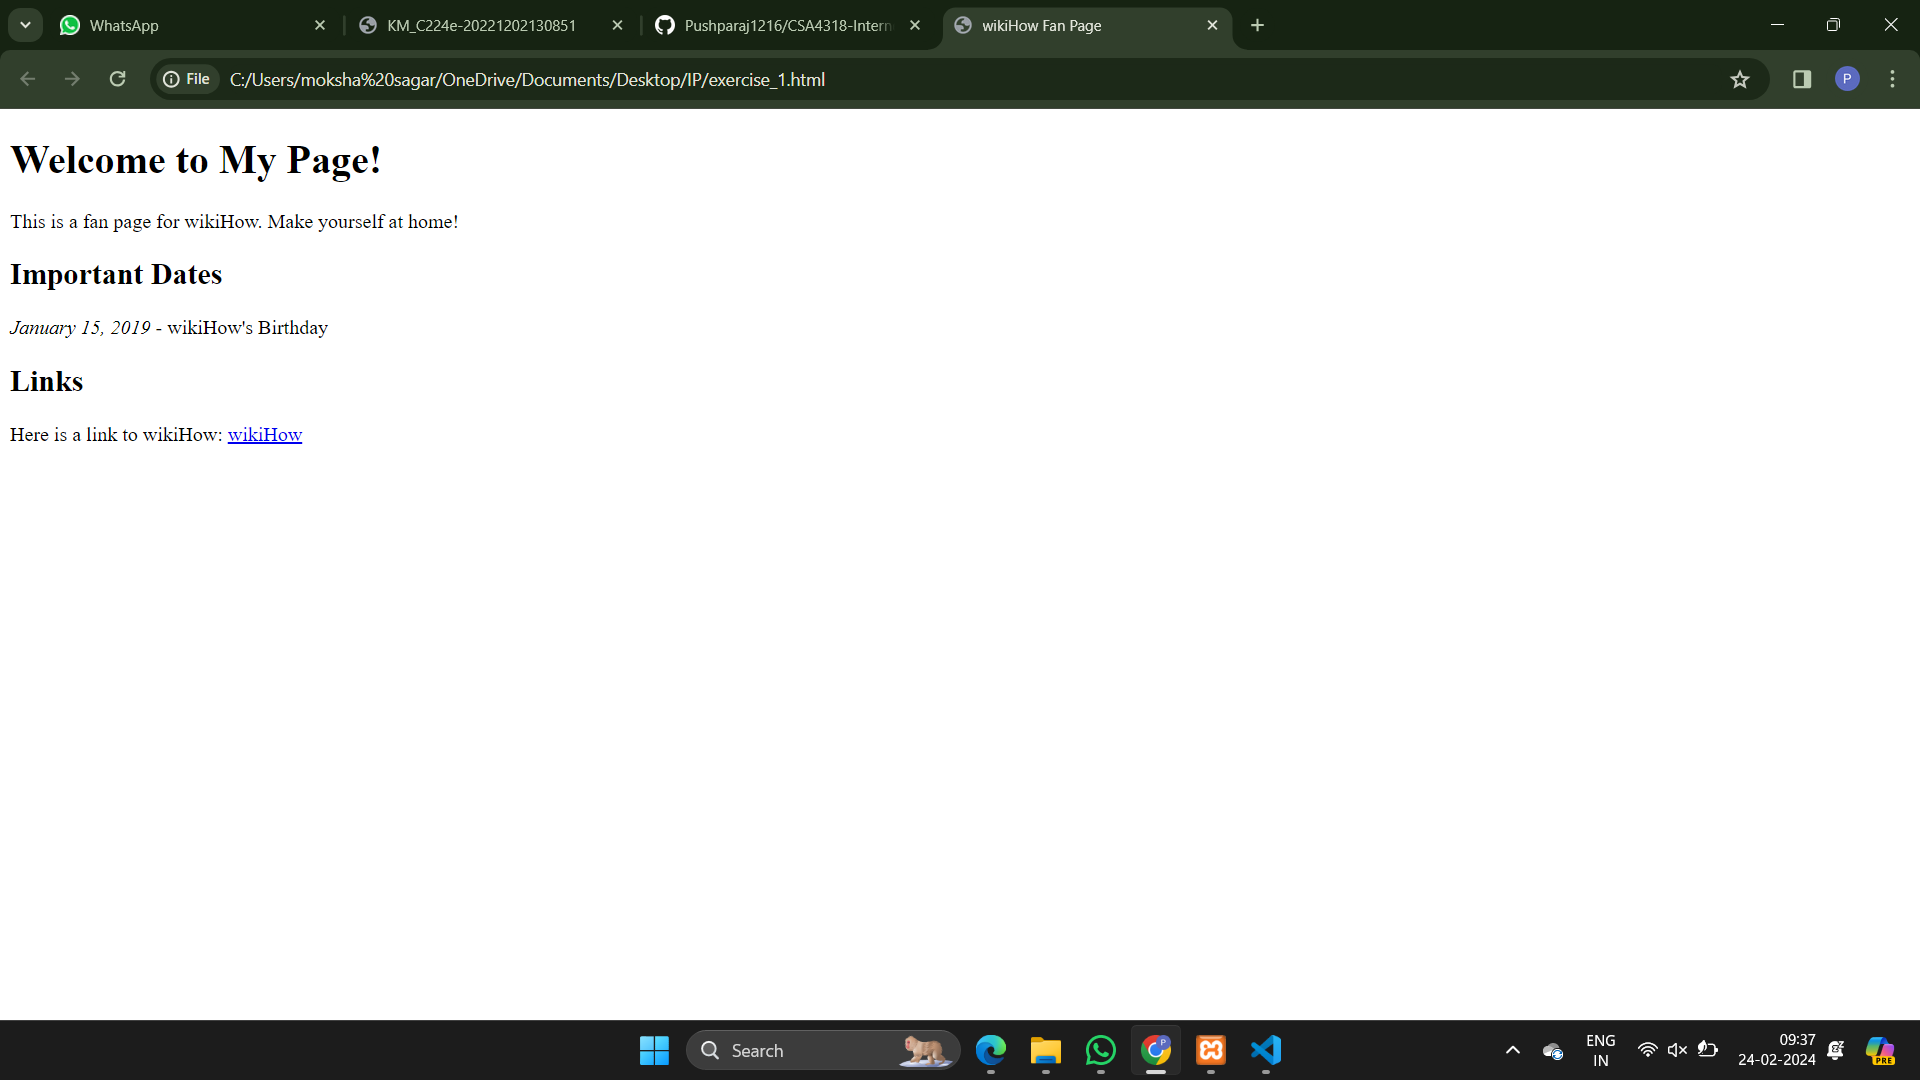 WhatsApp
KM_C224e-20221202130851
Pushparaj1216/CSA4318-Intern
wikiHow Fan Page
File
C:/Users/moksha%20sagar/OneDrive/Documents/Desktop/IP/exercise_1.html
P
Welcome to My Page!
This is a fan page for wikiHow. Make yourself at home!
Important Dates
January 15, 2019 - wikiHow's Birthday
Links
Here is a link to wikiHow: wikiHow
Search
P
ENG
IN
09:37
24-02-2024
PRE